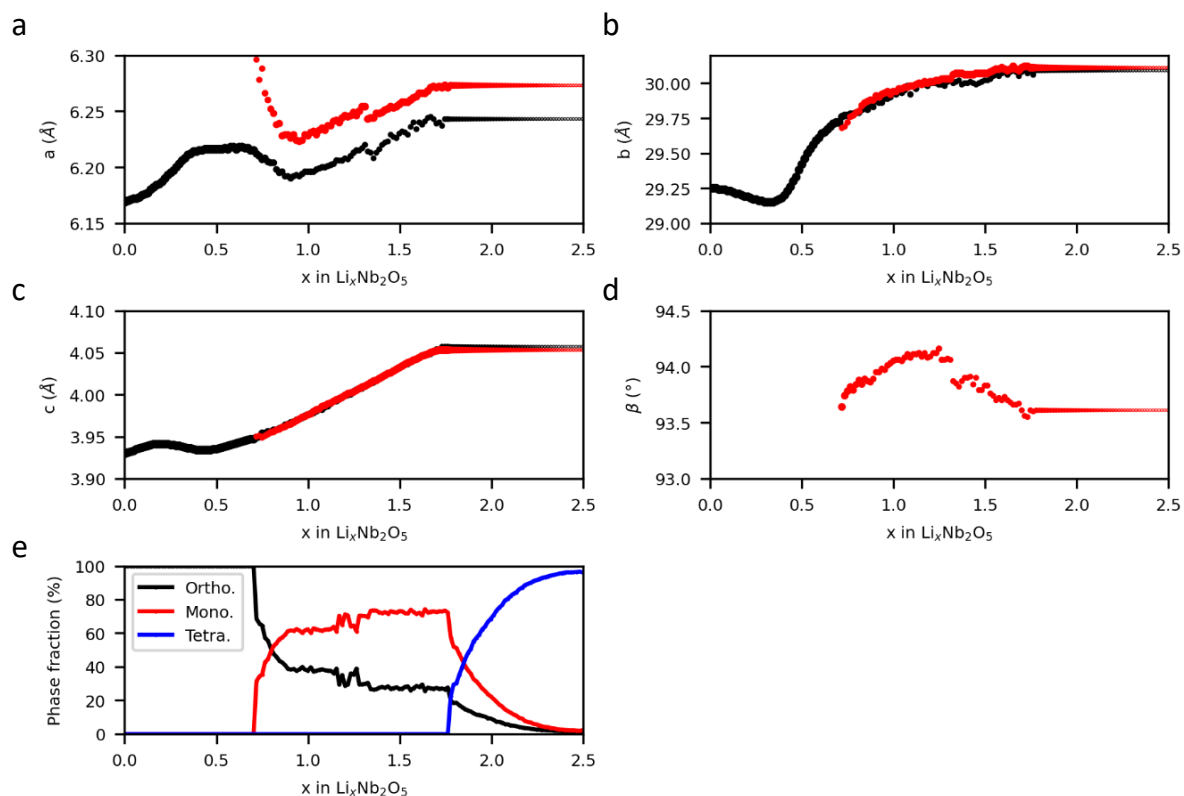 a
b
6.30
6.25
6.20
6.15
a (Å)
0.0 0.5 1.0 1.5 2.0 2.5
x in LiₓNb₂O₅
30.00
29.75
29.50
29.25
29.00
b (Å)
0.0 0.5 1.0 1.5 2.0 2.5
x in LiₓNb₂O₅
c
d
4.10
4.05
4.00
3.95
3.90
c (Å)
0.0 0.5 1.0 1.5 2.0 2.5
x in LiₓNb₂O₅
94.5
94.0
93.5
93.0
β (°)
0.0 0.5 1.0 1.5 2.0 2.5
x in LiₓNb₂O₅
e
100
80
60
40
20
0
Phase fraction (%)
Ortho.
Mono.
Tetra.
0.0 0.5 1.0 1.5 2.0 2.5
x in LiₓNb₂O₅